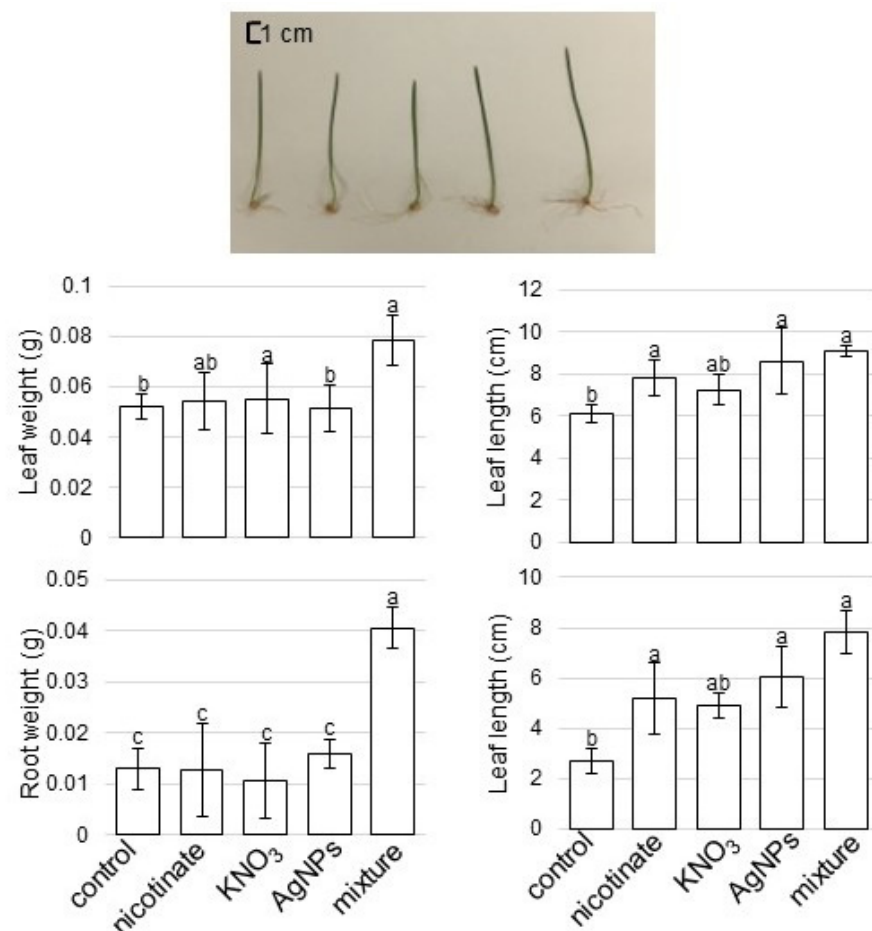 1 cm
Leaf weight (g)
0.1
0.08
0.06
0.04
0.02
0
b
ab
a
b
a
Leaf length (cm)
12
10
8
6
4
2
0
b
a
ab
a
a
Root weight (g)
0.05
0.04
0.03
0.02
0.01
0
c
c
c
c
a
control
nicotinate
KNO₃
AgNPs
mixture
Leaf length (cm)
10
8
6
4
2
0
b
a
ab
a
a
control
nicotinate
KNO₃
AgNPs
mixture